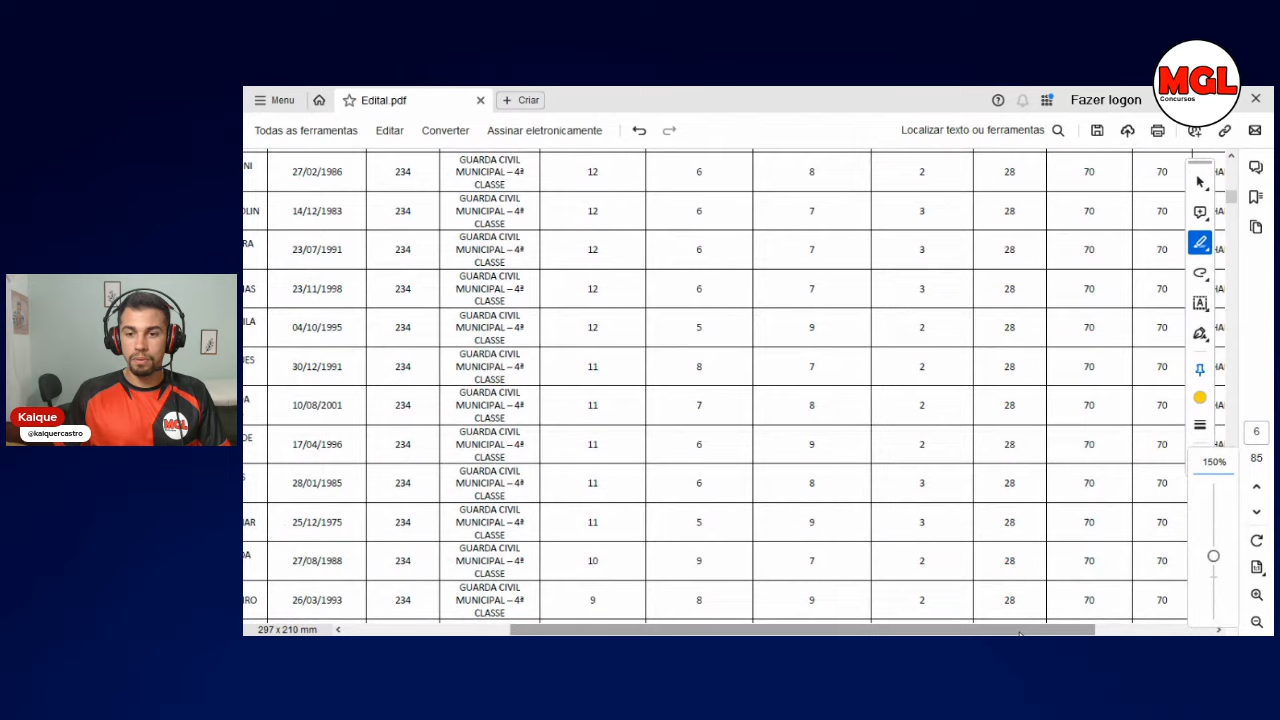 MGL
Concursos
Menu
Edital.pdf
Criar
Fazer logon
Todas as ferramentas Editar Converter Assinar eletronicamente
Localizar texto ou ferramentas
NI 27/02/1986 234 GUARDA CIVIL MUNICIPAL – 4ª CLASSE 12 6 8 2 28 70 70
OLIN 14/12/1983 234 GUARDA CIVIL MUNICIPAL – 4ª CLASSE 12 6 7 3 28 70 70
RA 23/07/1991 234 GUARDA CIVIL MUNICIPAL – 4ª CLASSE 12 6 7 3 28 70 70
IAS 23/11/1998 234 GUARDA CIVIL MUNICIPAL – 4ª CLASSE 12 6 7 3 28 70 70
ILA 04/10/1995 234 GUARDA CIVIL MUNICIPAL – 4ª CLASSE 12 5 9 2 28 70 70
DES 30/12/1991 234 GUARDA CIVIL MUNICIPAL – 4ª CLASSE 11 8 7 2 28 70 70
A 10/08/2001 234 GUARDA CIVIL MUNICIPAL – 4ª CLASSE 11 7 8 2 28 70 70
DE 17/04/1996 234 GUARDA CIVIL MUNICIPAL – 4ª CLASSE 11 6 9 2 28 70 70
S 28/01/1985 234 GUARDA CIVIL MUNICIPAL – 4ª CLASSE 11 6 8 3 28 70 70
MAR 25/12/1975 234 GUARDA CIVIL MUNICIPAL – 4ª CLASSE 11 5 9 3 28 70 70
DA 27/08/1988 234 GUARDA CIVIL MUNICIPAL – 4ª CLASSE 10 9 7 2 28 70 70
IRO 26/03/1993 234 GUARDA CIVIL MUNICIPAL – 4ª CLASSE 9 8 9 2 28 70 70
297 x 210 mm
6
85
150%
Kaique
@kaiquercastro
MGL